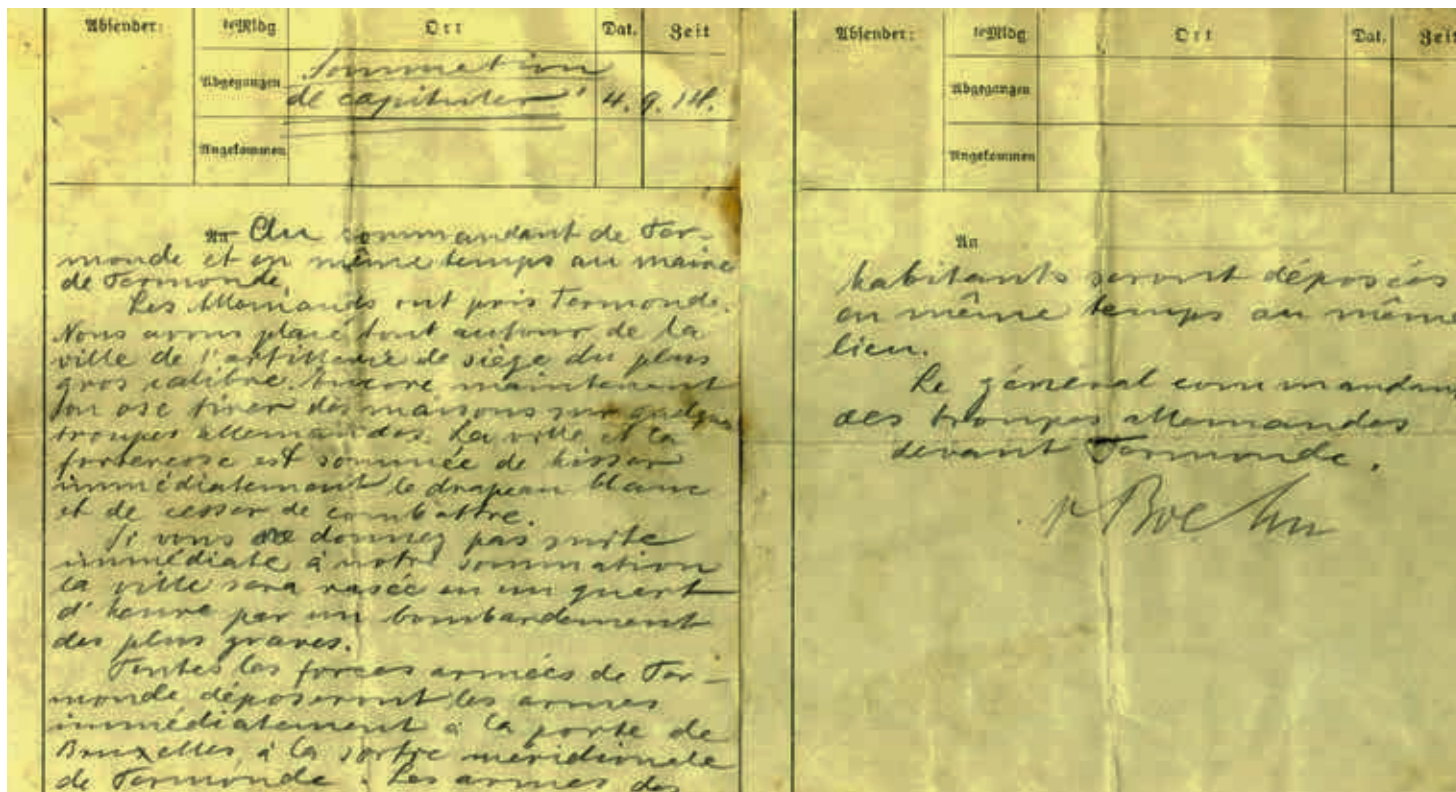 Absender:
te Mldg
Ort
Dat.
Zeit
Abgegangen
Sommation
de capituler
4. 9. 14.
Angekommen
An Au commandant de Ter-
monde et en même temps au maire
de Termonde.
Les Allemands ont pris Termonde.
Nous avons placé tout autour de la
ville de l'artillerie de siège du plus
gros calibre. Encore maintenant
on ose tirer des maisons sur quelques
troupes allemandes. La ville et la
forteresse est sommée de hisser
immédiatement le drapeau blanc
et de cesser de combattre.
Si vous ne donnez pas suite
immédiate à notre sommation
la ville sera rasée en un quart
d'heure par un bombardement
des plus graves.
Toutes les forces armées de Ter-
monde déposeront les armes
immédiatement à la porte de
Bruxelles, à la sortie méridionale
de Termonde. Les armes des
Absender:
te Mldg
Ort
Dat.
Zeit
Abgegangen
Angekommen
An
habitants seront déposées
en même temps au même
lieu.
Le général commandant
des troupes allemandes
devant Termonde.
v Boehn